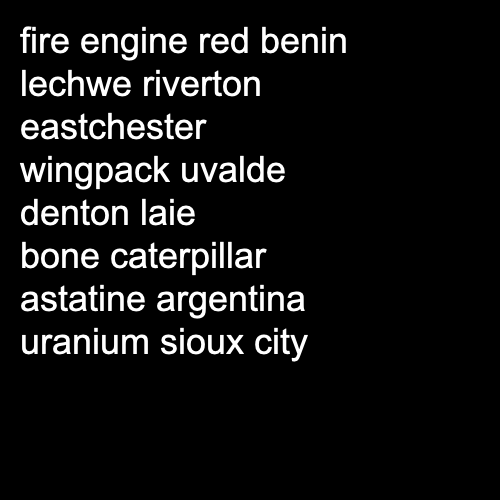 fire engine red benin
lechwe riverton
eastchester
wingpack uvalde
denton laie
bone caterpillar
astatine argentina
uranium sioux city